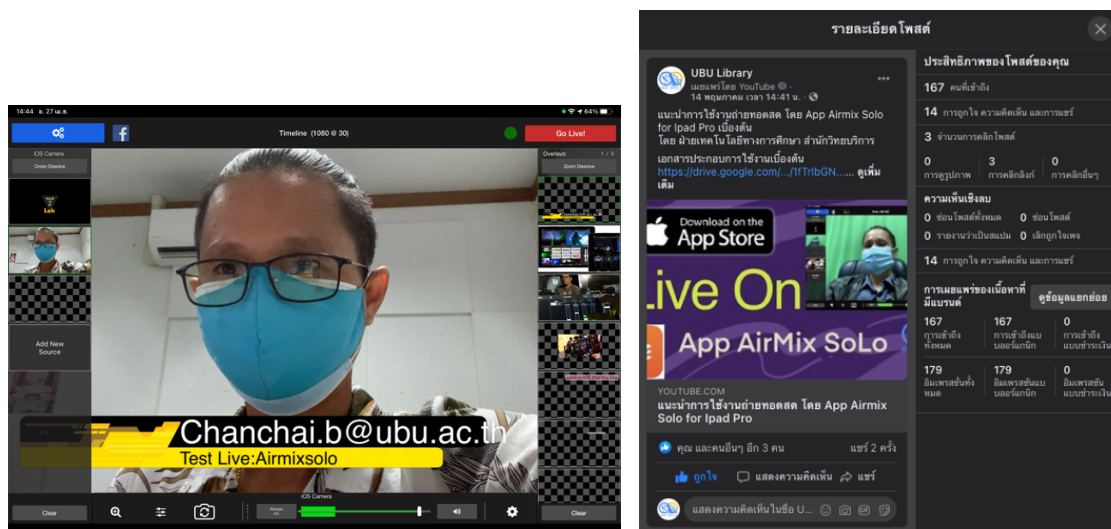 14:44 อ. 27 เม.ย.
64%
Timeline (1080 @ 30)
Go Live!
iOS Camera
Cross Dissolve
Lek
Add New
Source
Overlays: 1 / 9
Zoom Dissolve
Chanchai.b@ubu.ac.th
Test Live:Airmixsolo
iOS Camera
Clear
Always
On
Clear
รายละเอียดโพสต์
UBU Library
เผยแพร่โดย YouTube
14 พฤษภาคม เวลา 14:41 น.
แนะนำการใช้งานถ่ายทอดสด โดย App Airmix Solo
for Ipad Pro เบื้องต้น
โดย ฝ่ายเทคโนโลยีทางการศึกษา สำนักวิทยบริการ
เอกสารประกอบการใช้งานเบื้องต้น
https://drive.google.com/.../1fTrIbGN...... ดูเพิ่ม
เติม
Download on the
App Store
Live On
App AirMix SoLo
YOUTUBE.COM
แนะนำการใช้งานถ่ายทอดสด โดย App Airmix
Solo for Ipad Pro
คุณ และคนอื่นๆ อีก 3 คน แชร์ 2 ครั้ง
ถูกใจ แสดงความคิดเห็น แชร์
แสดงความคิดเห็นในชื่อ U...
ประสิทธิภาพของโพสต์ของคุณ
167 คนที่เข้าถึง
14 การถูกใจ ความคิดเห็น และการแชร์
3 จำนวนการคลิกโพสต์
0 3 0
การดูรูปภาพ การคลิกลิงก์ การคลิกอื่นๆ
ความเห็นเชิงลบ
0 ซ่อนโพสต์ทั้งหมด 0 ซ่อนโพสต์
0 รายงานว่าเป็นสแปม 0 เลิกถูกใจเพจ
14 การถูกใจ ความคิดเห็น และการแชร์
การเผยแพร่ของเนื้อหาที่
มีแบรนด์
ดูข้อมูลแยกย่อย
167 167 0
การเข้าถึง การเข้าถึงแบ การเข้าถึง
ทั้งหมด บออร์แกนิก แบบชำระเงิน
179 179 0
อิมเพรสชันทั้ง อิมเพรสชันแบ อิมเพรสชัน
หมด บออร์แกนิก แบบชำระเงิน